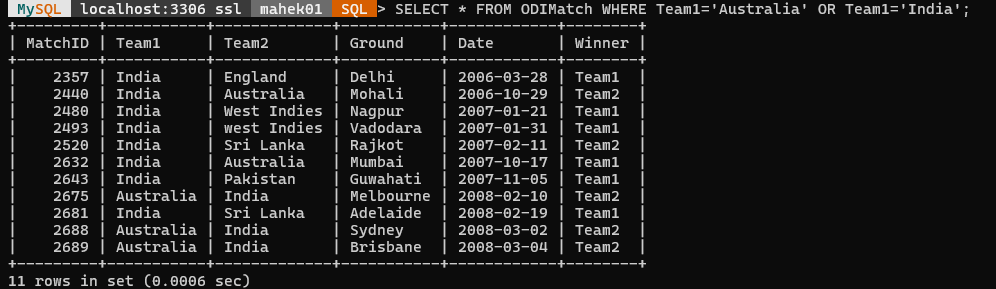 MySQL localhost:3306 ssl mahek01 SQL > SELECT * FROM ODIMatch WHERE Team1='Australia' OR Team1='India';
+---------+-----------+-------------+-----------+------------+--------+
| MatchID | Team1     | Team2       | Ground    | Date       | Winner |
+---------+-----------+-------------+-----------+------------+--------+
|    2357 | India     | England     | Delhi     | 2006-03-28 | Team1  |
|    2440 | India     | Australia   | Mohali    | 2006-10-29 | Team2  |
|    2480 | India     | West Indies | Nagpur    | 2007-01-21 | Team1  |
|    2493 | India     | west Indies | Vadodara  | 2007-01-31 | Team1  |
|    2520 | India     | Sri Lanka   | Rajkot    | 2007-02-11 | Team2  |
|    2632 | India     | Australia   | Mumbai    | 2007-10-17 | Team1  |
|    2643 | India     | Pakistan    | Guwahati  | 2007-11-05 | Team1  |
|    2675 | Australia | India       | Melbourne | 2008-02-10 | Team2  |
|    2681 | India     | Sri Lanka   | Adelaide  | 2008-02-19 | Team1  |
|    2688 | Australia | India       | Sydney    | 2008-03-02 | Team2  |
|    2689 | Australia | India       | Brisbane  | 2008-03-04 | Team2  |
+---------+-----------+-------------+-----------+------------+--------+
11 rows in set (0.0006 sec)